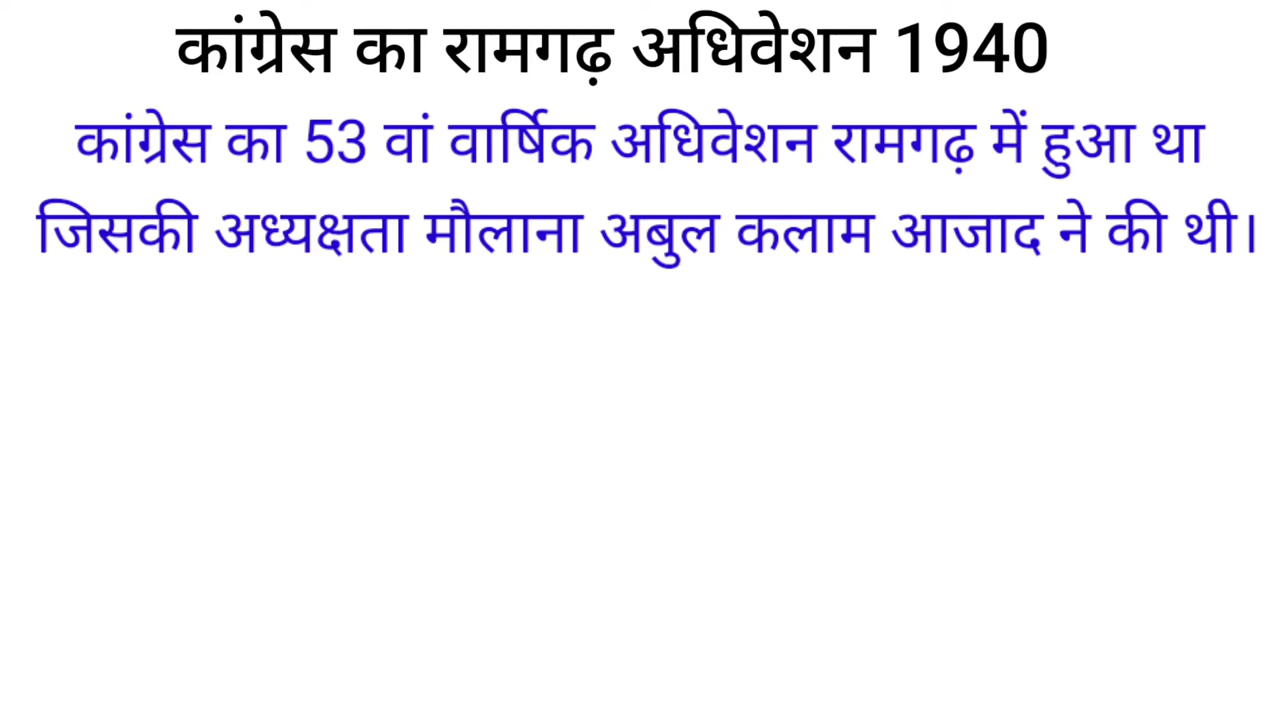 कांग्रेस का रामगढ़ अधिवेशन 1940
कांग्रेस का 53 वां वार्षिक अधिवेशन रामगढ़ में हुआ था
जिसकी अध्यक्षता मौलाना अबुल कलाम आजाद ने की थी।